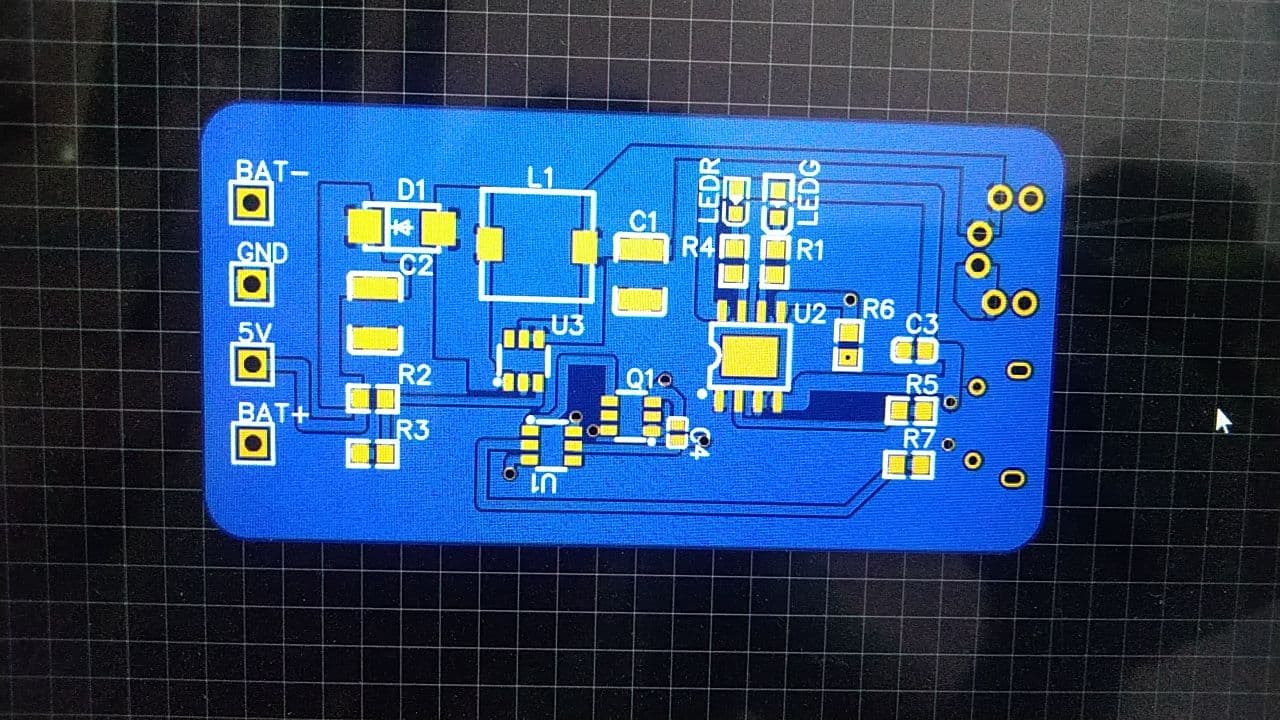 BAT-
GND
5V
BAT+
D1
C2
R2
R3
L1
U3
U1
C1
Q1
C4
LEDR
LEDG
R4
R1
U2
R6
C3
R5
R7